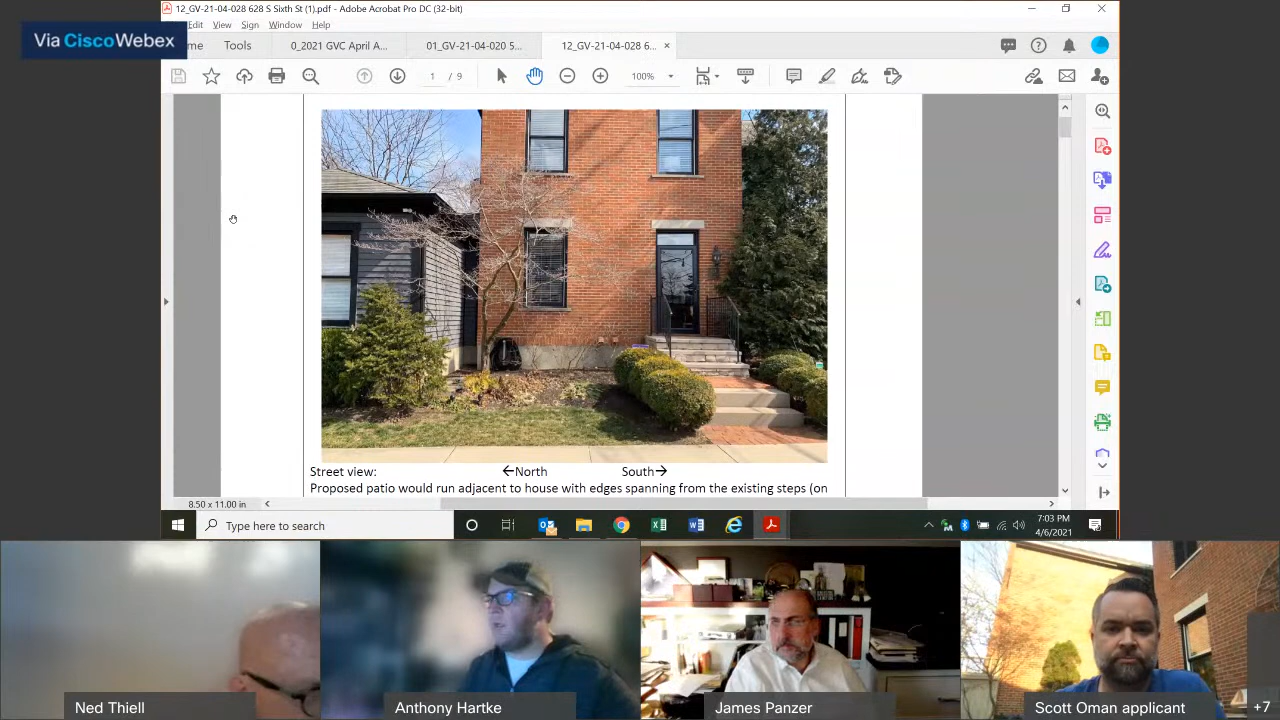 12_GV-21-04-028 628 S Sixth St (1).pdf - Adobe Acrobat Pro DC (32-bit)
Edit View Sign Window Help
Via CiscoWebex
me Tools 0_2021 GVC April A... 01_GV-21-04-020 5... 12_GV-21-04-028 6... ×
1 / 9 100%
Street view: ←North South→
Proposed patio would run adjacent to house with edges spanning from the existing steps (on
8.50 x 11.00 in
Type here to search
7:03 PM
4/6/2021
Ned Thiell Anthony Hartke James Panzer Scott Oman applicant +7